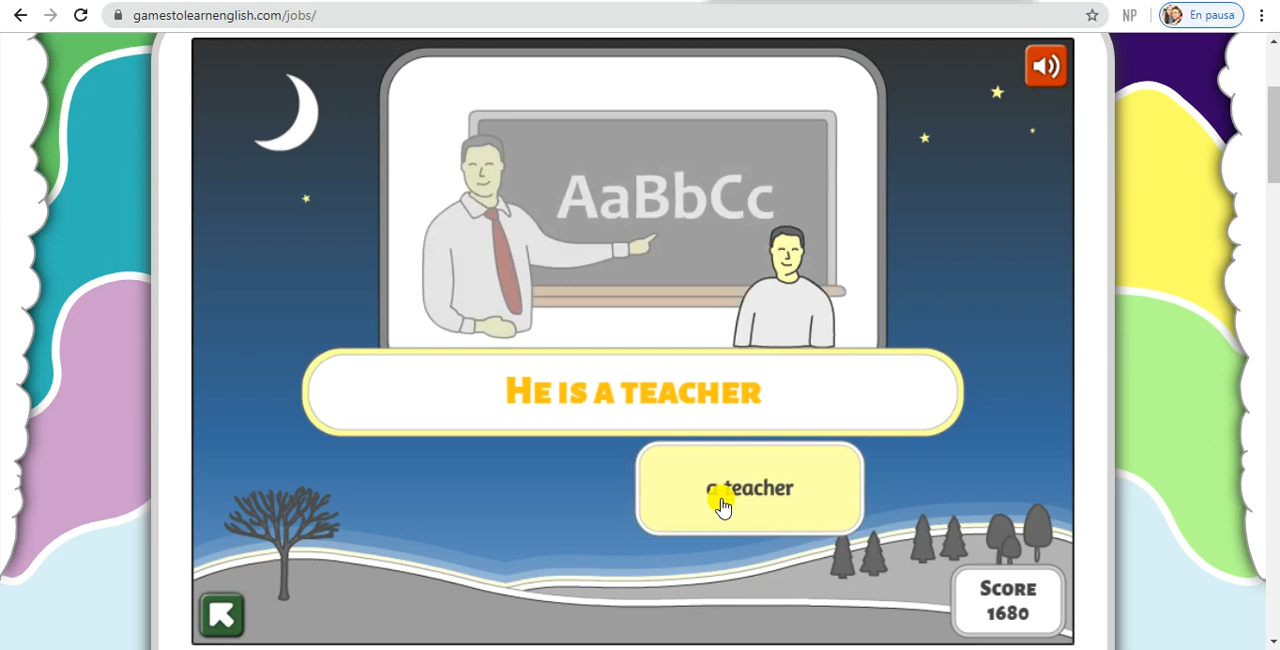 gamestolearnenglish.com/jobs/
NP
En pausa
AaBbCc
He is a teacher
a teacher
Score
1680